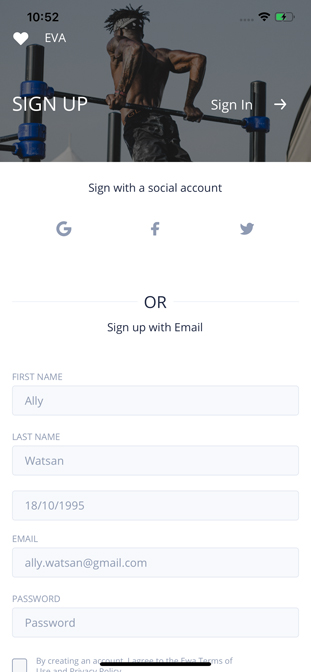 10:52
EVA
SIGN UP
Sign In
Sign with a social account
OR
Sign up with Email
FIRST NAME
Ally
LAST NAME
Watsan
18/10/1995
EMAIL
ally.watsan@gmail.com
PASSWORD
Password
By creating an account, I agree to the Ewa Terms of
Use and Privacy Policy